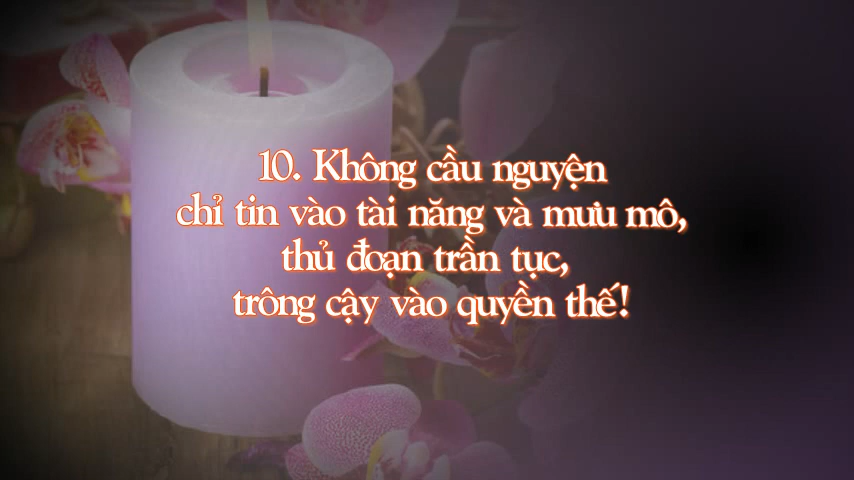 10. Không cầu nguyện
chỉ tin vào tài năng và mưu mô,
thủ đoạn trần tục,
trông cậy vào quyền thế!